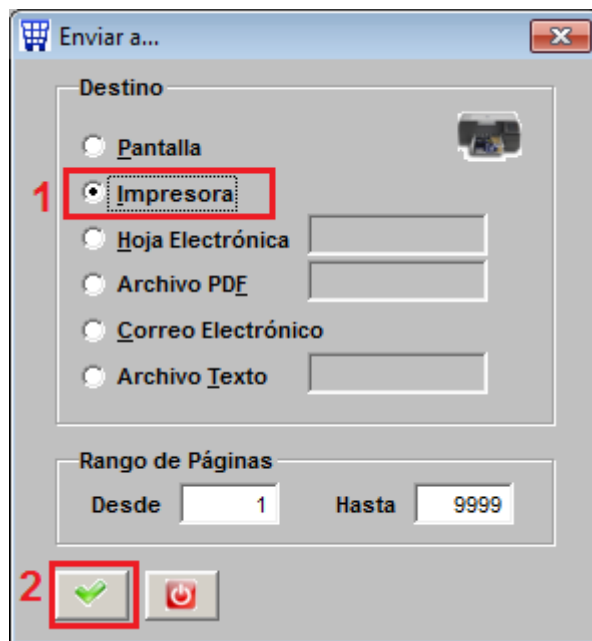 Enviar a...
Destino
Pantalla
1 Impresora
Hoja Electrónica
Archivo PDF
Correo Electrónico
Archivo Texto
Rango de Páginas
Desde 1 Hasta 9999
2